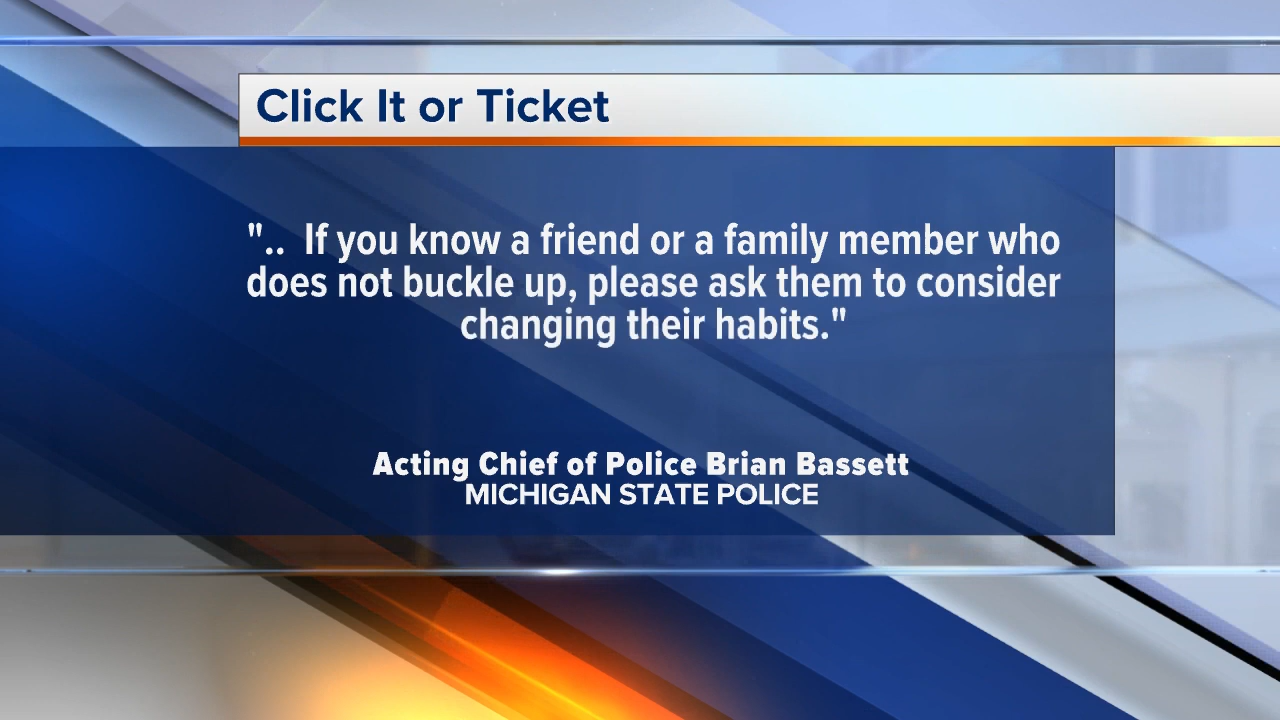 Click It or Ticket
"..  If you know a friend or a family member who
does not buckle up, please ask them to consider
changing their habits."
Acting Chief of Police Brian Bassett
MICHIGAN STATE POLICE